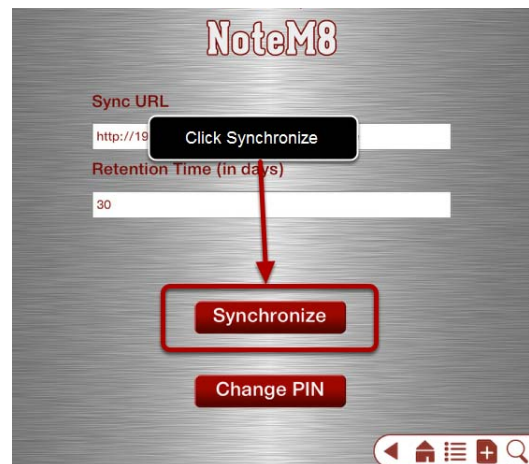 NoteM8
Sync URL
http://19
Click Synchronize
Retention Time (in days)
30
Synchronize
Change PIN